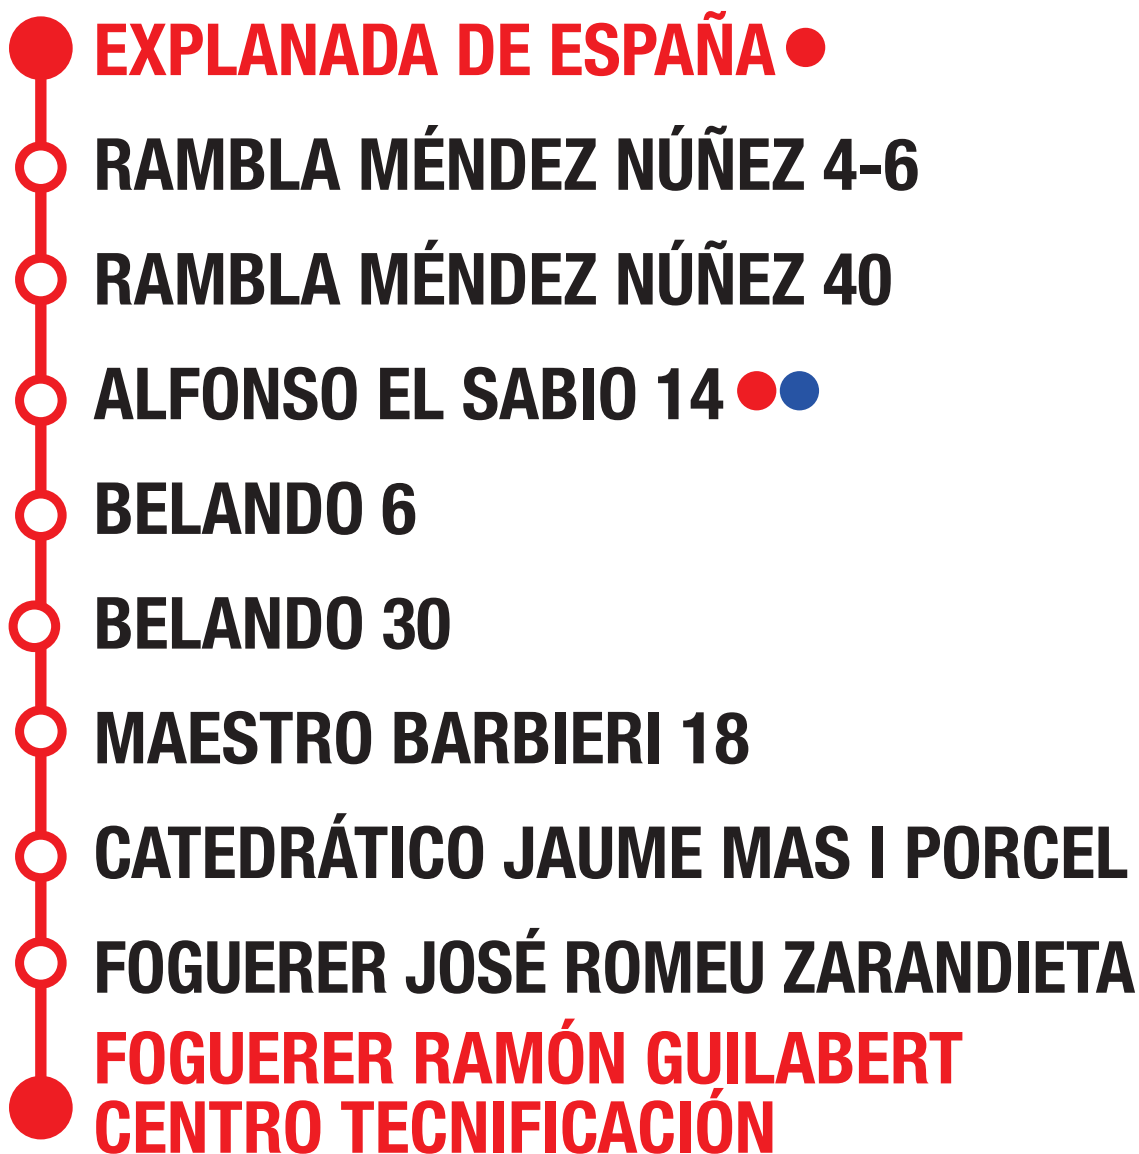 EXPLANADA DE ESPAÑA
RAMBLA MÉNDEZ NÚÑEZ 4-6
RAMBLA MÉNDEZ NÚÑEZ 40
ALFONSO EL SABIO 14
BELANDO 6
BELANDO 30
MAESTRO BARBIERI 18
CATEDRÁTICO JAUME MAS I PORCEL
FOGUERER JOSÉ ROMEU ZARANDIETA
FOGUERER RAMÓN GUILABERT
CENTRO TECNIFICACIÓN